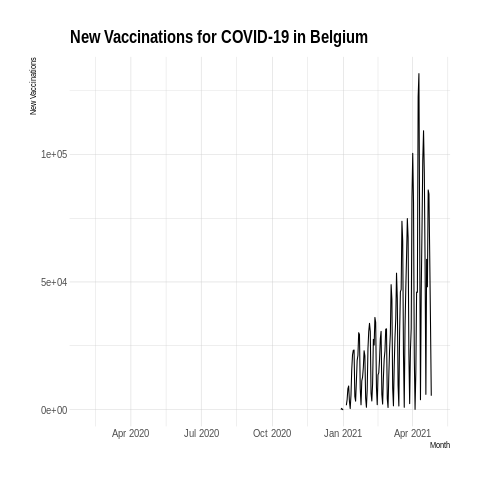 New Vaccinations for COVID-19 in Belgium
New Vaccinations
1e+05
5e+04
0e+00
Apr 2020 Jul 2020 Oct 2020 Jan 2021 Apr 2021
Month